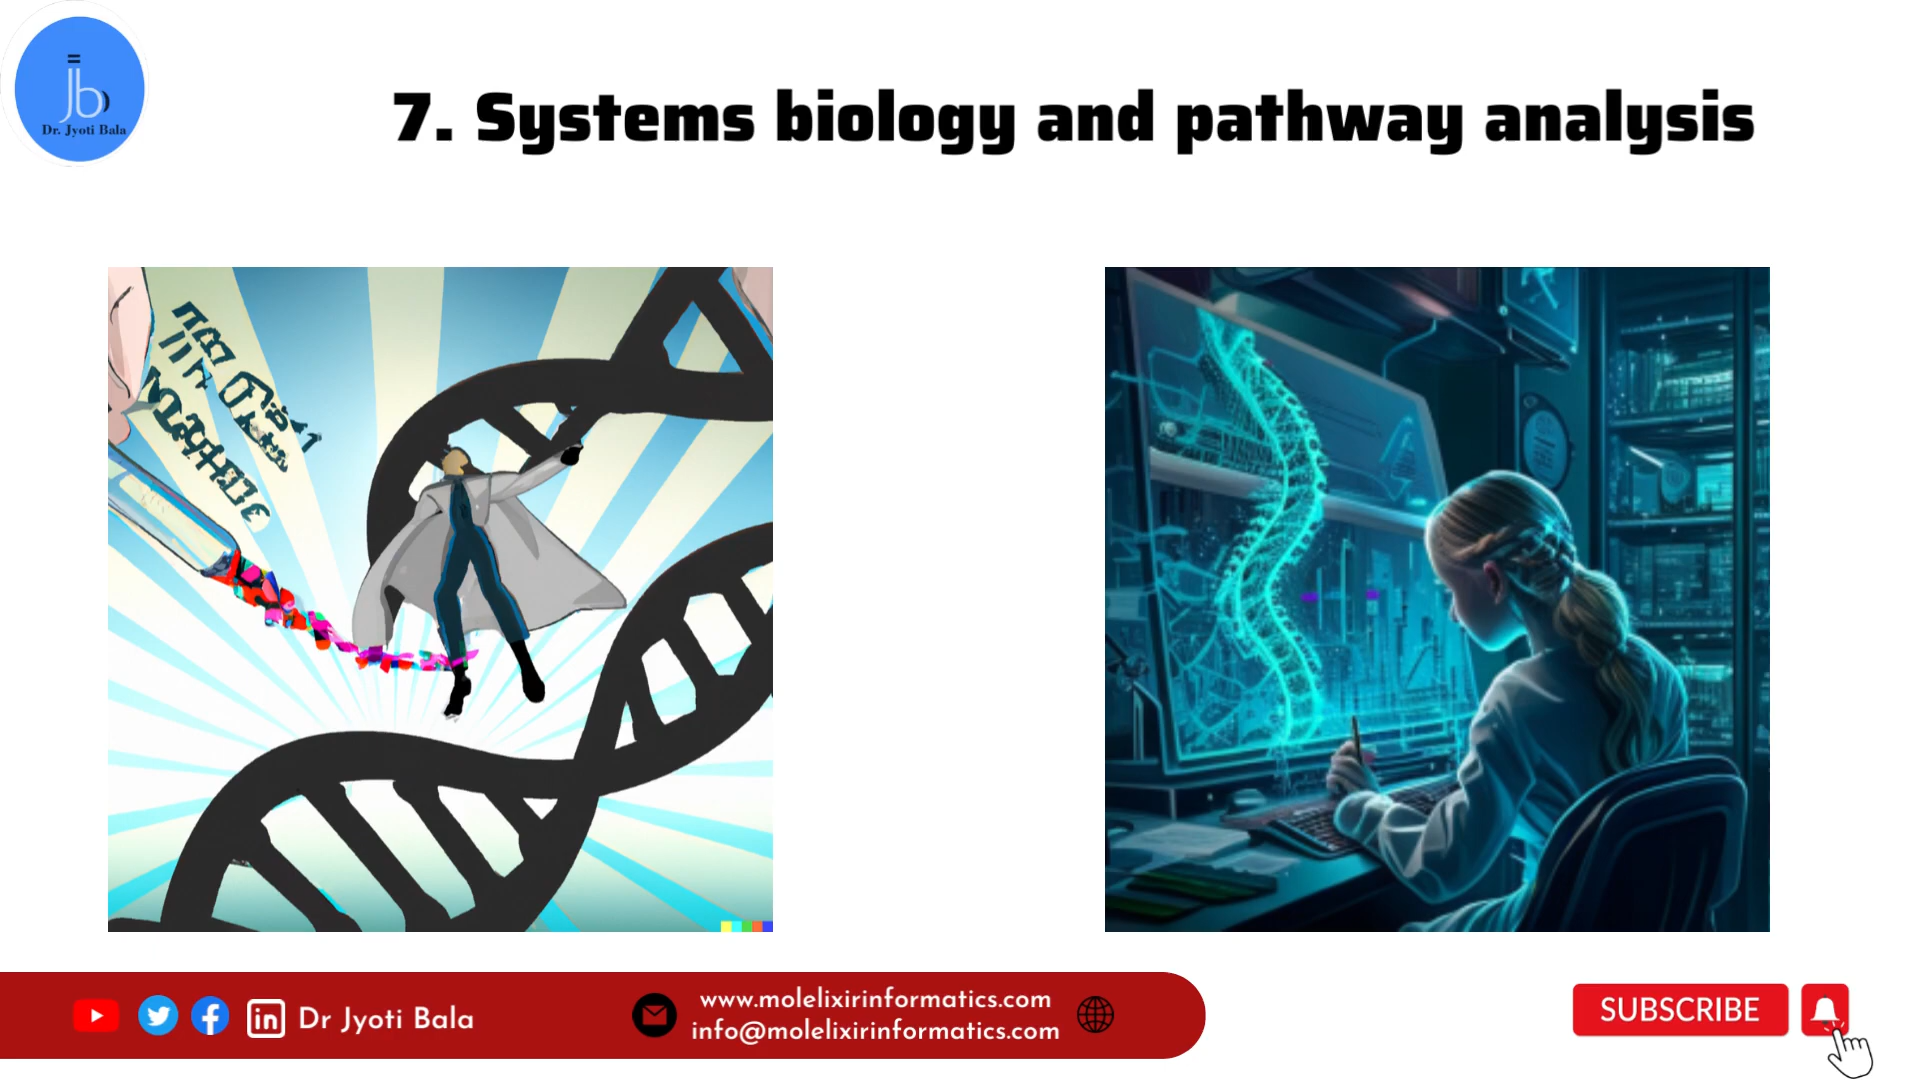 Dr. Jyoti Bala
7. Systems biology and pathway analysis
Dr Jyoti Bala
www.molelixirinformatics.com
info@molelixirinformatics.com
SUBSCRIBE